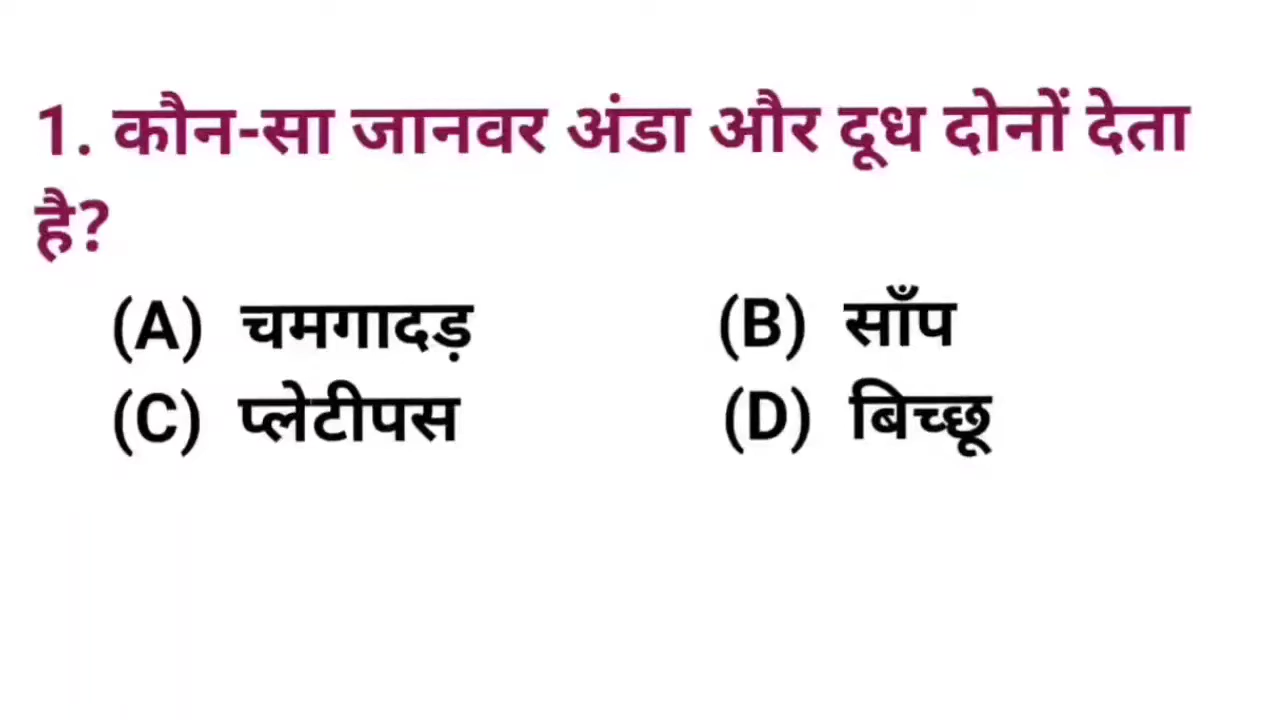 1. कौन-सा जानवर अंडा और दूध दोनों देता
है?
(A) चमगादड़ (B) साँप
(C) प्लेटीपस (D) बिच्छू